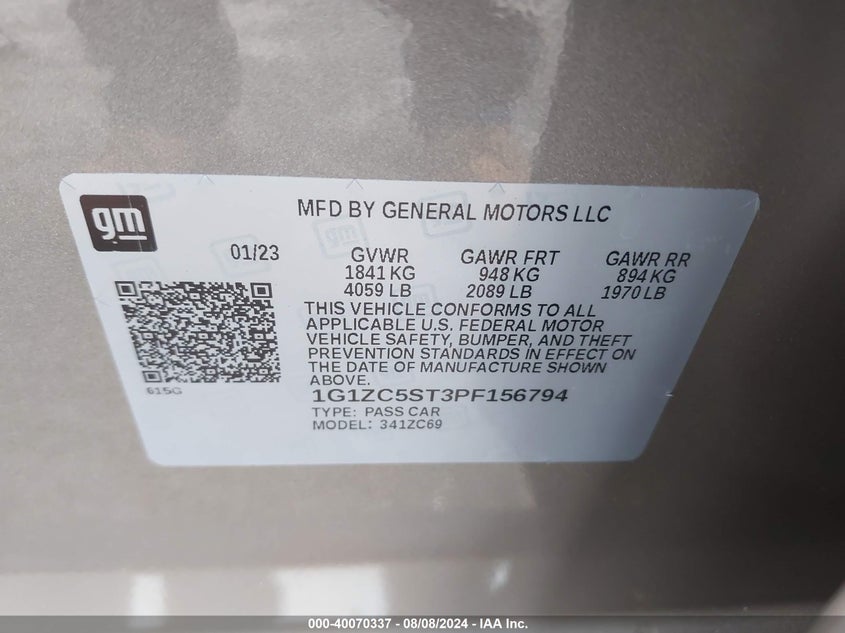 gm
MFD BY GENERAL MOTORS LLC
01/23
GVWR GAWR FRT GAWR RR
1841 KG 948 KG 894 KG
4059 LB 2089 LB 1970 LB
THIS VEHICLE CONFORMS TO ALL
APPLICABLE U.S. FEDERAL MOTOR
VEHICLE SAFETY, BUMPER, AND THEFT
PREVENTION STANDARDS IN EFFECT ON
THE DATE OF MANUFACTURE SHOWN
ABOVE.
615G
1G1ZC5ST3PF156794
TYPE: PASS CAR
MODEL: 341ZC69
000-40070337 - 08/08/2024 - IAA Inc.